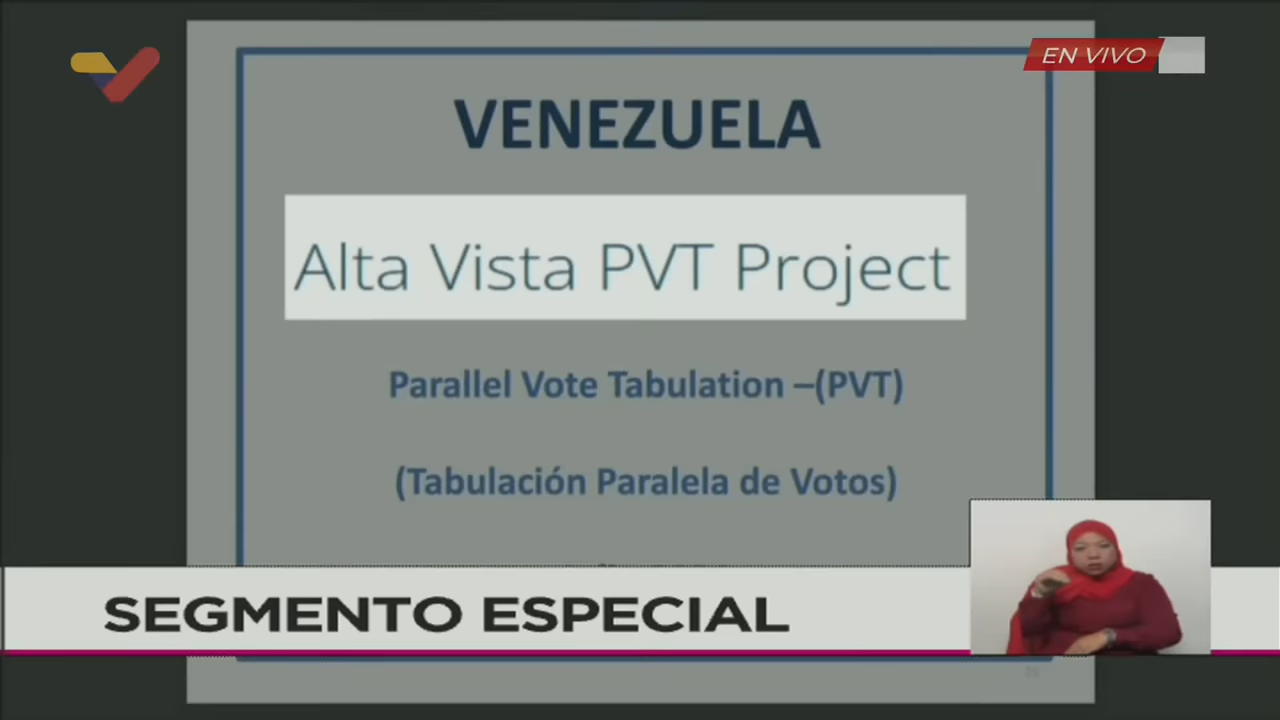 EN VIVO
VENEZUELA
Alta Vista PVT Project
Parallel Vote Tabulation –(PVT)
(Tabulación Paralela de Votos)
SEGMENTO ESPECIAL